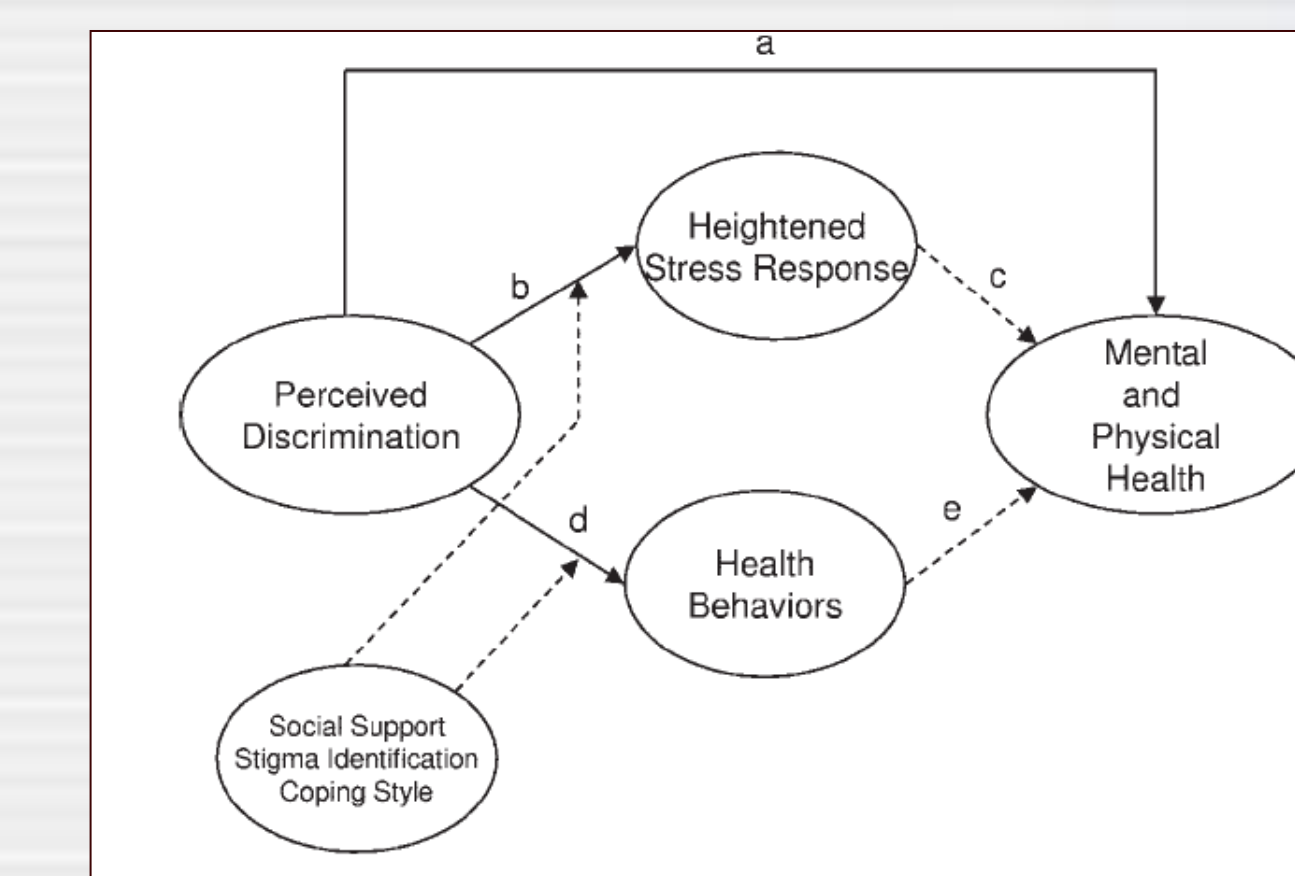 a
Heightened
Stress Response
b
c
Perceived
Discrimination
Mental
and
Physical
Health
d
e
Health
Behaviors
Social Support
Stigma Identification
Coping Style